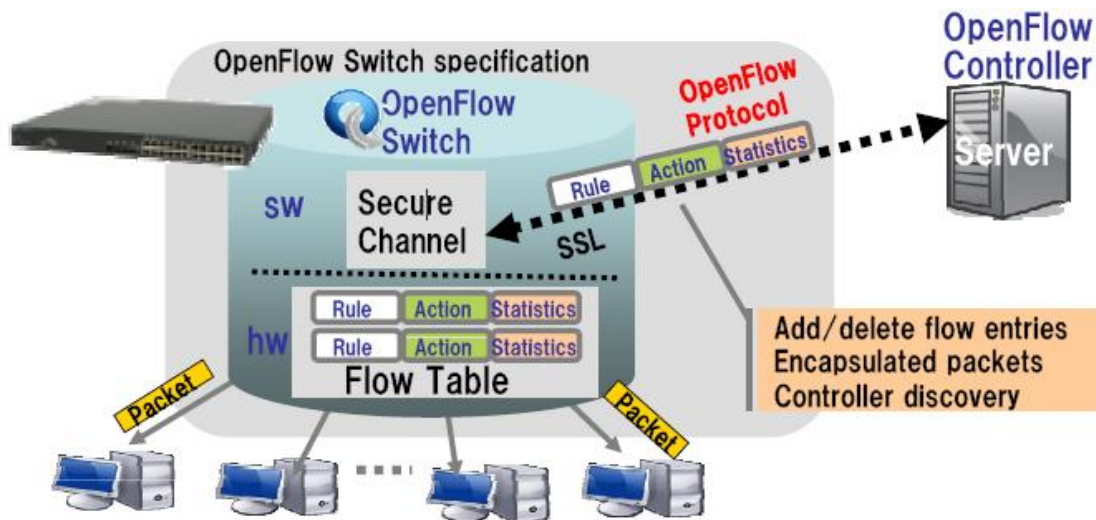 OpenFlow
Controller
OpenFlow Switch specification
OpenFlow
Switch
OpenFlow
Protocol
Rule
Action
Statistics
Server
sw
Secure
Channel
SSL
hw
Rule
Action
Statistics
Rule
Action
Statistics
Flow Table
Add/delete flow entries
Encapsulated packets
Controller discovery
Packet
Packet